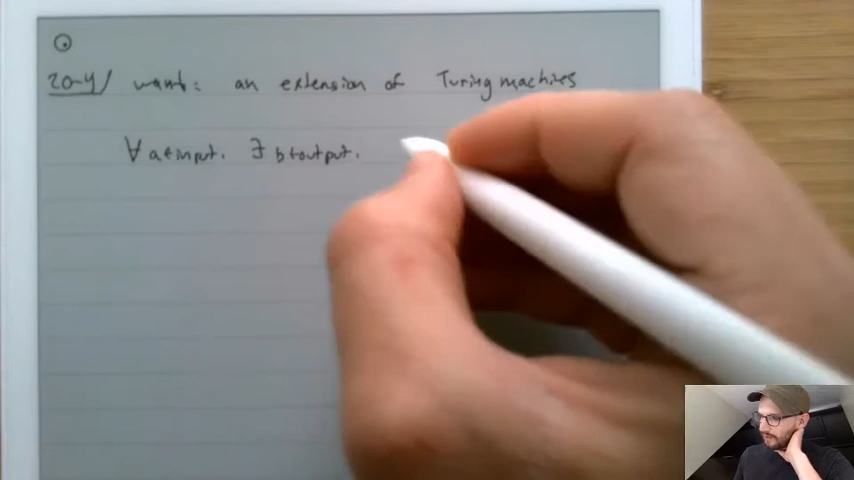 20-4/ want: an extension of Turing machines
∀ a∈input. ∃ b∈output.